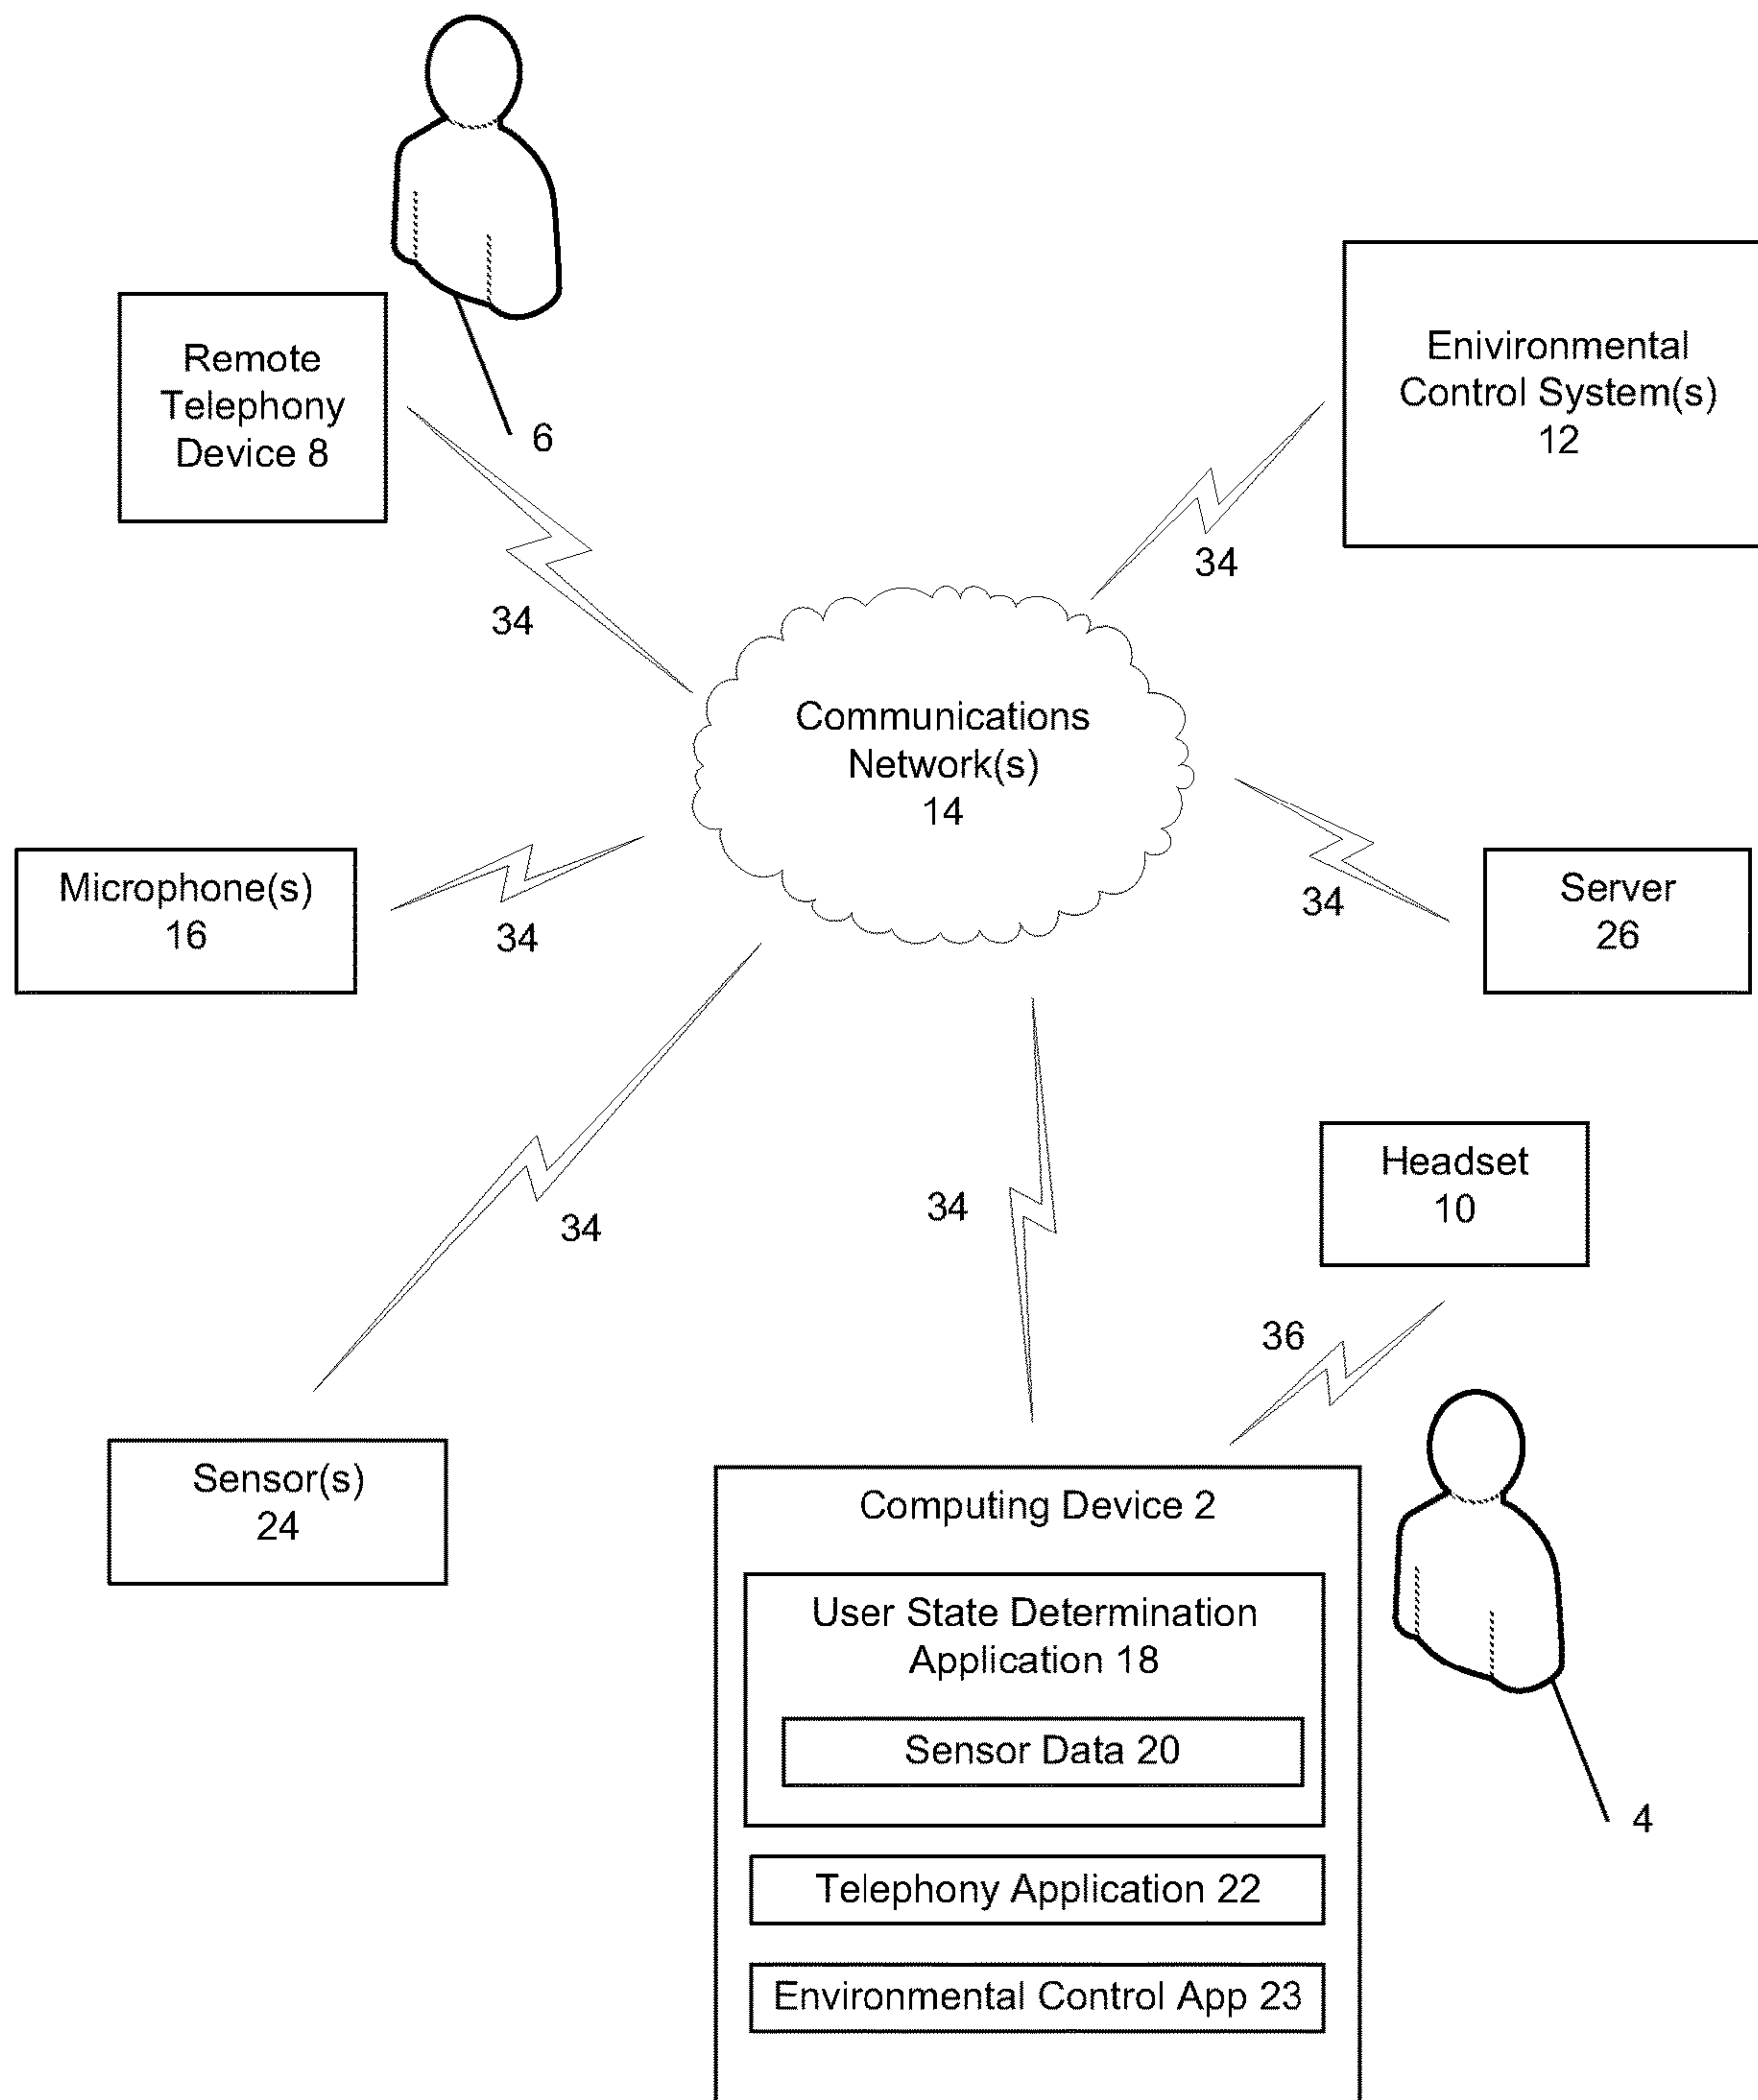 Remote
Telephony
Device 8
6
Enivironmental
Control System(s)
12
34
34
Communications
Network(s)
14
Microphone(s)
16
34
34
Server
26
34
34
Headset
10
36
Sensor(s)
24
Computing Device 2
User State Determination
Application 18
Sensor Data 20
4
Telephony Application 22
Environmental Control App 23